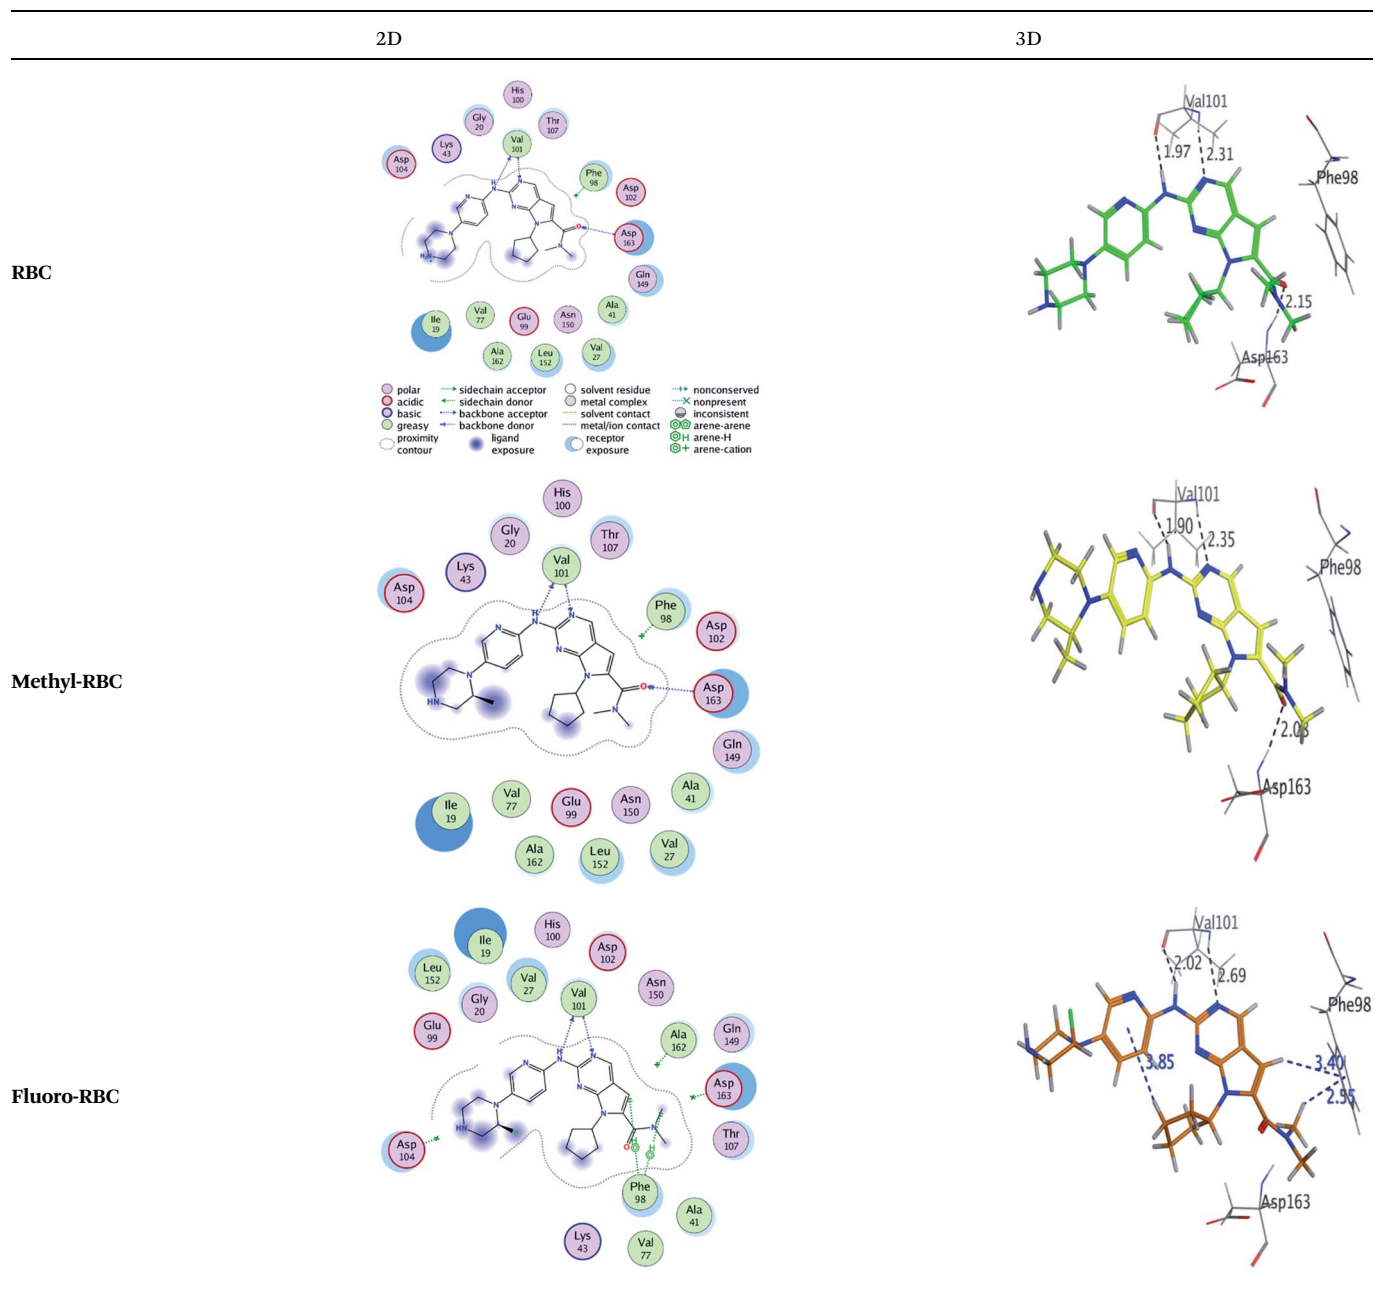 2D 3D
RBC
His 100
Gly 20
Thr 107
Lys 43
Val 101
Asp 104
Phe 98
Asp 102
Asp 163
Gln 149
Ala 41
Ile 19
Val 77
Glu 99
Asn 150
Ala 162
Leu 152
Val 27
H
N
N
N
N
N
N
O
N
polar sidechain acceptor solvent residue nonconserved
acidic sidechain donor metal complex nonpresent
basic backbone acceptor solvent contact inconsistent
greasy backbone donor metal/ion contact arene-arene
proximity contour ligand exposure receptor exposure H arene-H
+ arene-cation
Val101
1.97 2.31
Phe98
2.15
Asp163
Methyl-RBC
His 100
Gly 20
Thr 107
Lys 43
Val 101
Asp 104
Phe 98
Asp 102
Asp 163
Gln 149
Ala 41
Ile 19
Val 77
Glu 99
Asn 150
Ala 162
Leu 152
Val 27
H
N
N
N
N
N
N
HN
O
N
Val101
1.90
2.35
Phe98
2.03
Asp163
Fluoro-RBC
Ile 19
His 100
Asp 102
Leu 152
Val 27
Gly 20
Val 101
Asn 150
Glu 99
Ala 162
Gln 149
Asp 163
Asp 104
Thr 107
Phe 98
Ala 41
Lys 43
Val 77
H
N
N
N
N
N
N
HN
O
N
H
H
Val101
2.02
2.69
Phe98
3.85
3.40
2.55
Asp163